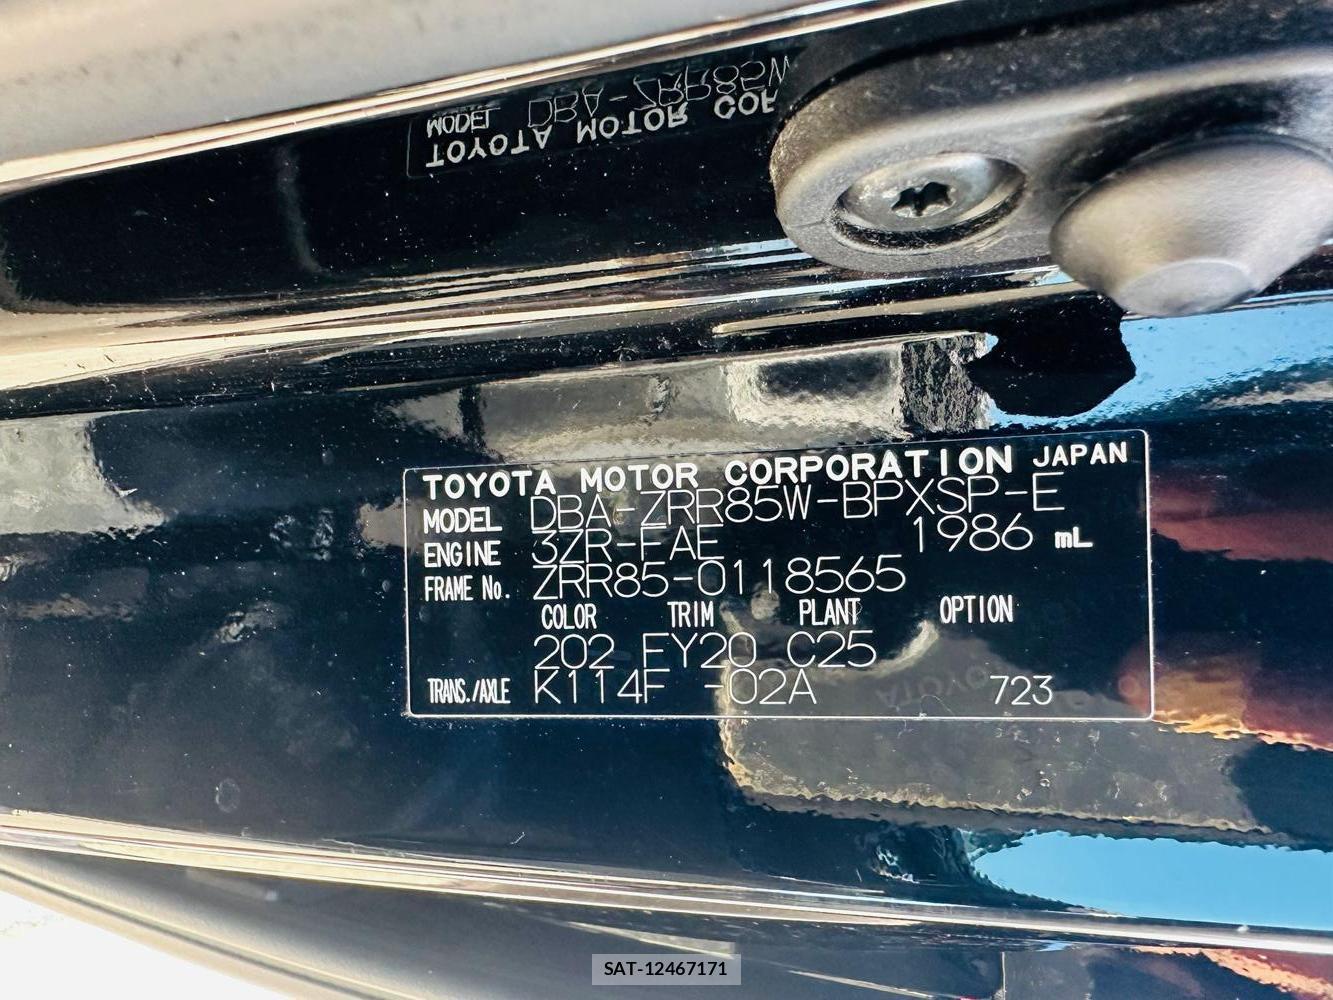 MODEL DBA-ZRR85W
TOYOTA MOTOR COR
TOYOTA MOTOR CORPORATION JAPAN
MODEL DBA-ZRR85W-BPXSP-E
ENGINE 3ZR-FAE 1986 mL
FRAME No. ZRR85-0118565
COLOR TRIM PLANT OPTION
202 FY20 C25
TRANS./AXLE K114F -02A 723
SAT-12467171